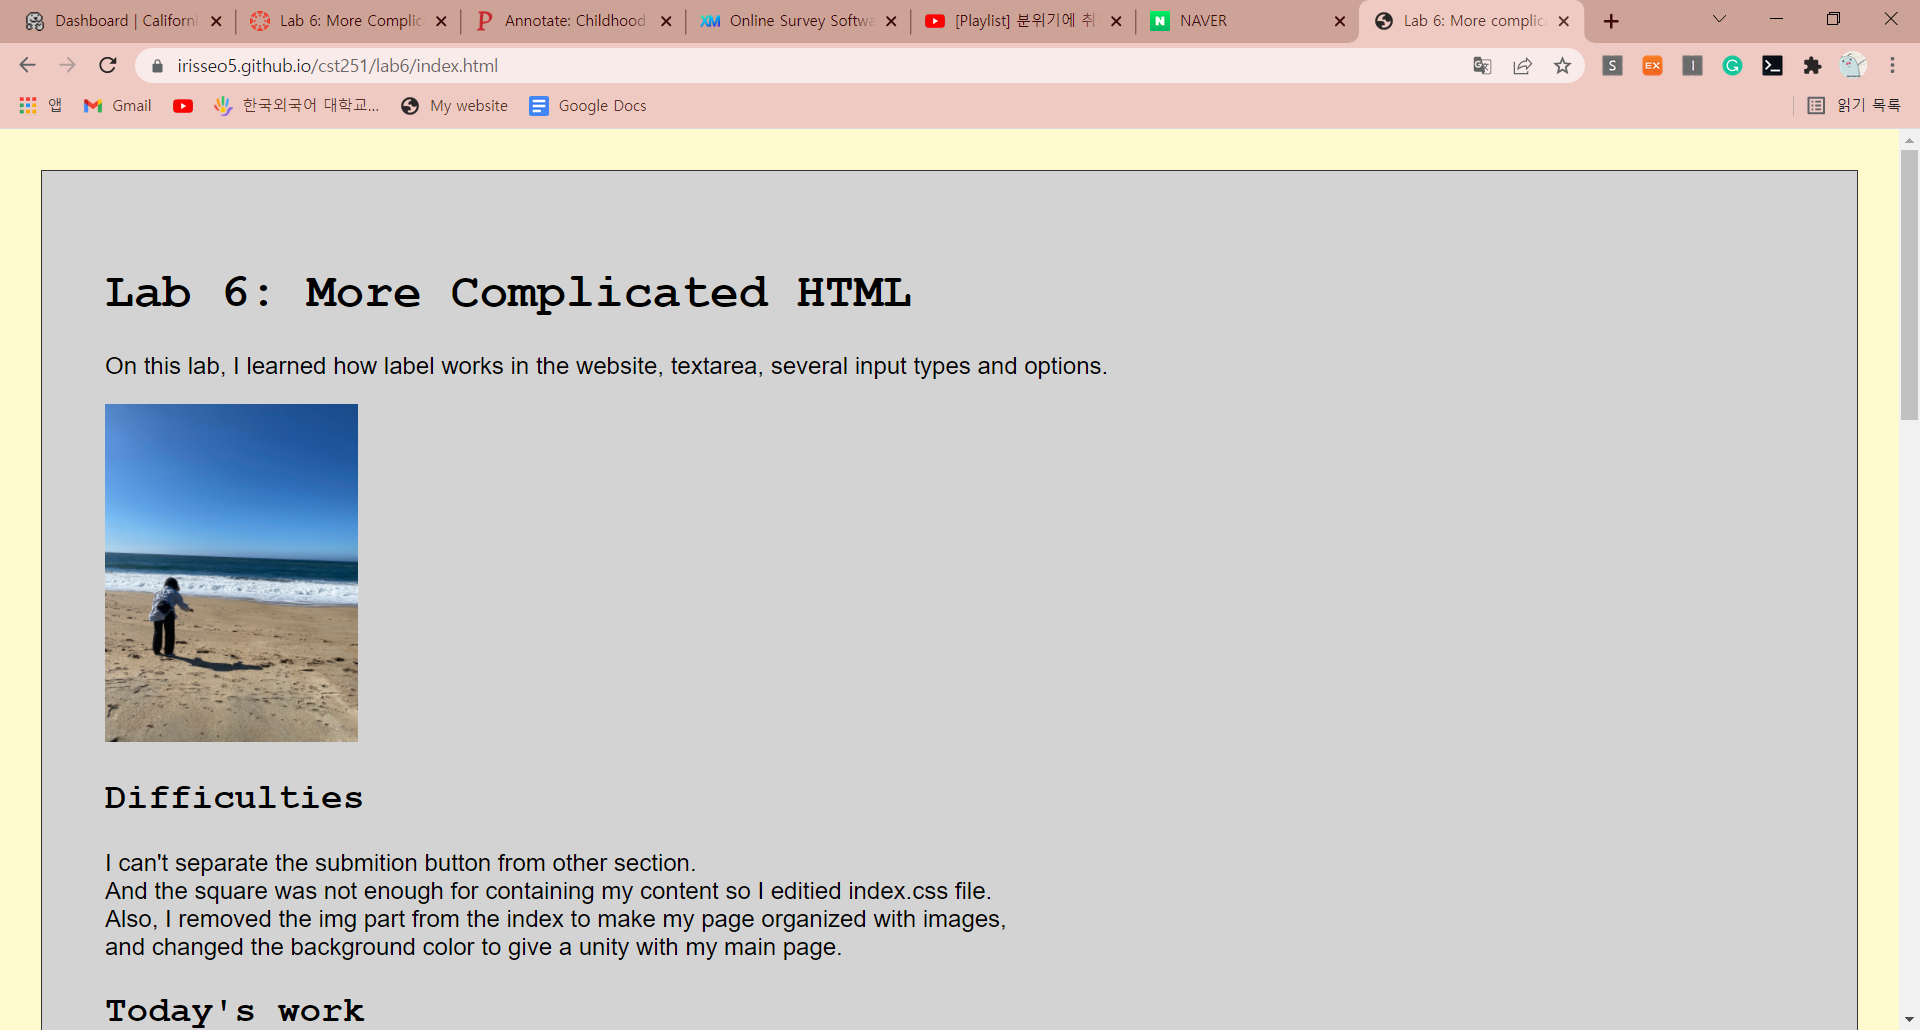 Dashboard | Californi
Lab 6: More Complic
Annotate: Childhood
XM Online Survey Softwa
[Playlist] 분위기에 취
N NAVER
Lab 6: More complic
irisseo5.github.io/cst251/lab6/index.html
S
EX
I
앱
Gmail
한국외국어 대학교...
My website
Google Docs
읽기 목록
Lab 6: More Complicated HTML
On this lab, I learned how label works in the website, textarea, several input types and options.
Difficulties
I can't separate the submition button from other section.
And the square was not enough for containing my content so I editied index.css file.
Also, I removed the img part from the index to make my page organized with images,
and changed the background color to give a unity with my main page.
Today's work